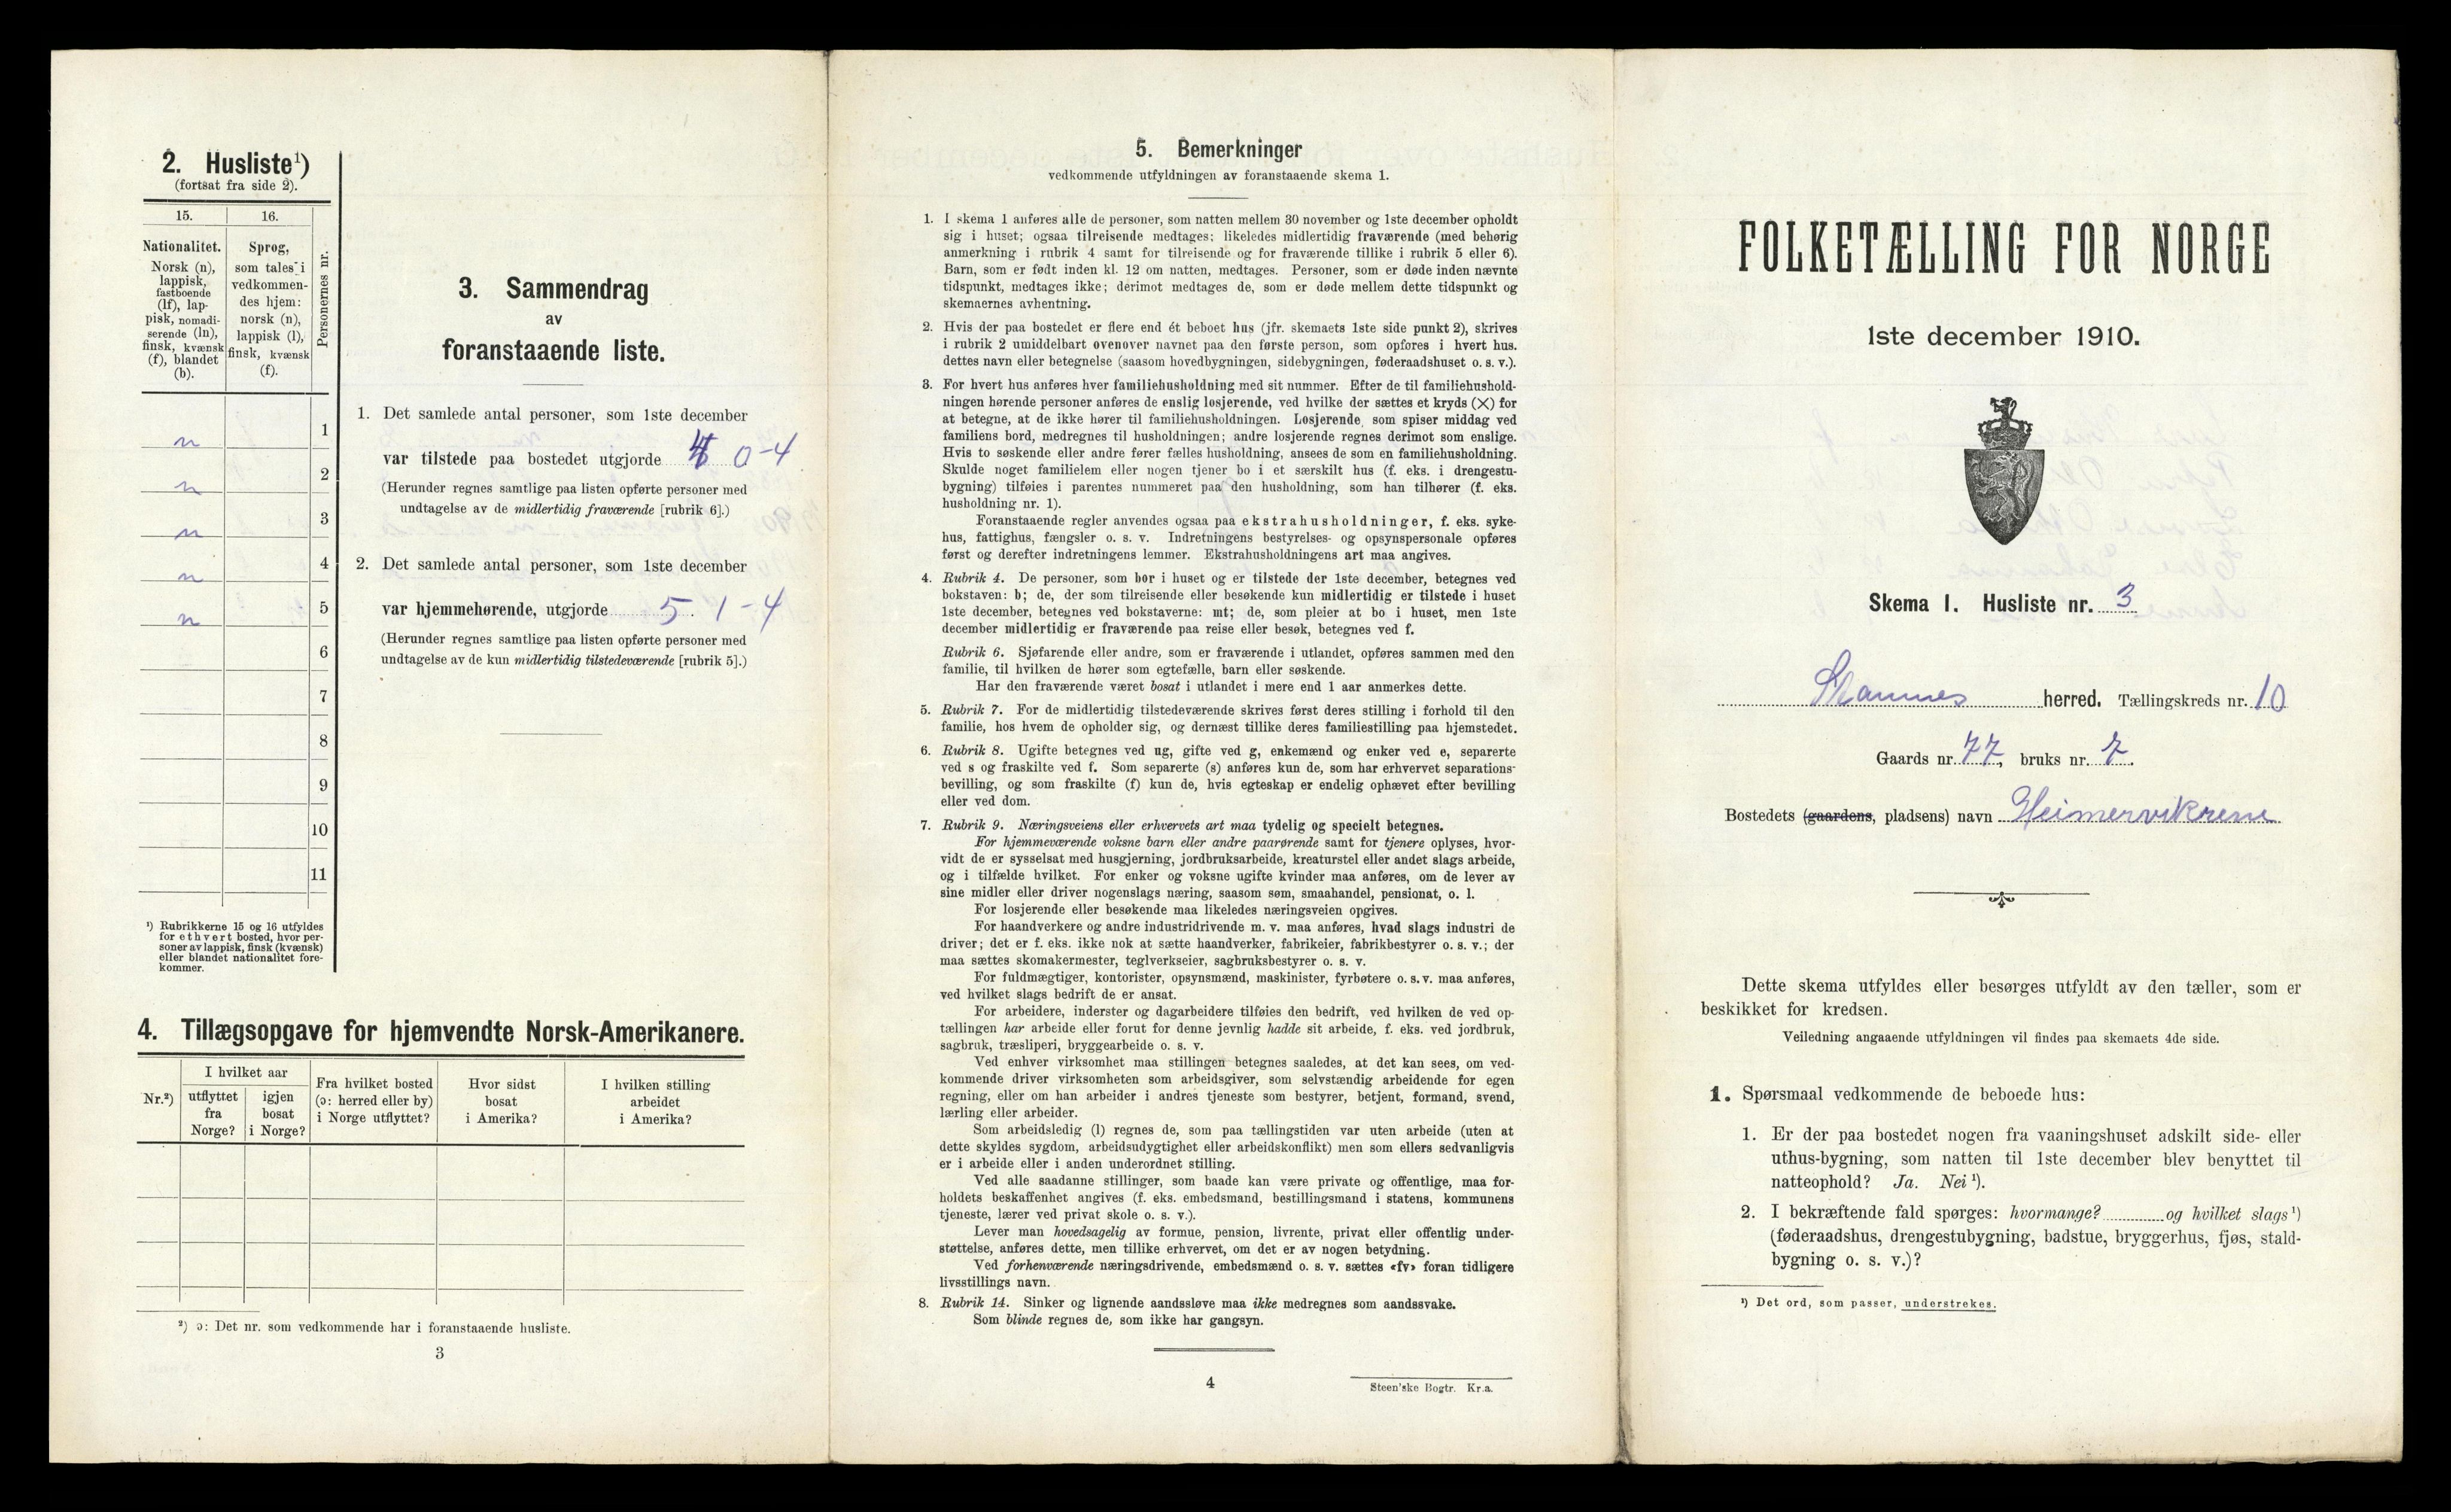 2. Husliste¹)
(fortsat fra side 2).
15. 16.
Nationalitet.
Norsk (n),
lappisk,
fastboende
(lf), lap-
pisk, nomadi-
serende (ln),
finsk, kvænsk
(f), blandet
(b).
Sprog,
som tales i
vedkommen-
des hjem:
norsk (n),
lappisk (l),
finsk, kvænsk
(f).
Personernes nr.
n 1
n 2
n 3
n 4
n 5
6
7
8
9
10
11
¹) Rubrikkerne 15 og 16 utfyldes
for ethvert bosted, hvor per-
soner av lappisk, finsk (kvænsk)
eller blandet nationalitet fore-
kommer.
3. Sammendrag
av
foranstaaende liste.
1. Det samlede antal personer, som 1ste december
var tilstede paa bostedet utgjorde 4 0-4
(Herunder regnes samtlige paa listen opførte personer med
undtagelse av de midlertidig fraværende [rubrik 6].)
2. Det samlede antal personer, som 1ste december
var hjemmehørende, utgjorde 5 1-4
(Herunder regnes samtlige paa listen opførte personer med
undtagelse av de kun midlertidig tilstedeværende [rubrik 5].)
4. Tillægsopgave for hjemvendte Norsk-Amerikanere.
Nr.²)
I hvilket aar
utflyttet
fra
Norge?
igjen
bosat
i Norge?
Fra hvilket bosted
(ɔ: herred eller by)
i Norge utflyttet?
Hvor sidst
bosat
i Amerika?
I hvilken stilling
arbeidet
i Amerika?
²) ɔ: Det nr. som vedkommende har i foranstaaende husliste.
3
5. Bemerkninger
vedkommende utfyldningen av foranstaaende skema 1.
1. I skema 1 anføres alle de personer, som natten mellem 30 november og 1ste december opholdt
sig i huset; ogsaa tilreisende medtages; likeledes midlertidig fraværende (med behørig
anmerkning i rubrik 4 samt for tilreisende og for fraværende tillike i rubrik 5 eller 6).
Barn, som er født inden kl. 12 om natten, medtages. Personer, som er døde inden nævnte
tidspunkt, medtages ikke; derimot medtages de, som er døde mellem dette tidspunkt og
skemaernes avhentning.
2. Hvis der paa bostedet er flere end ét beboet hus (jfr. skemaets 1ste side punkt 2), skrives
i rubrik 2 umiddelbart ovenover navnet paa den første person, som opføres i hvert hus.
dettes navn eller betegnelse (saasom hovedbygningen, sidebygningen, føderaadshuset o. s. v.).
3. For hvert hus anføres hver familiehusholdning med sit nummer. Efter de til familiehushold-
ningen hørende personer anføres de enslig losjerende, ved hvilke der sættes et kryds (×) for
at betegne, at de ikke hører til familiehusholdningen. Losjerende som spiser middag ved
familiens bord, medregnes til husholdningen; andre losjerende regnes derimot som enslige.
Hvis to søskende eller andre fører fælles husholdning, ansees de som en familiehusholdning.
Skulde noget familielem eller nogen tjener bo i et særskilt hus (f. eks. i drengestu-
bygning) tilføies i parentes nummeret paa den husholdning, som han tilhører (f. eks.
husholdning nr. 1).
Foranstaaende regler anvendes ogsaa paa ekstrahusholdninger, f. eks. syke-
hus, fattighus, fængsler o. s. v. Indretningens bestyrelses- og opsynspersonale opføres
først og derefter indretningens lemmer. Ekstrahusholdningens art maa angives.
4. Rubrik 4. De personer, som bor i huset og er tilstede der 1ste december, betegnes ved
bokstaven: b; de, der som tilreisende eller besøkende kun midlertidig er tilstede i huset
1ste december, betegnes ved bokstaverne: mt; de, som pleier at bo i huset, men 1ste
december midlertidig er fraværende paa reise eller besøk, betegnes ved f.
Rubrik 6. Sjøfarende eller andre, som er fraværende i utlandet, opføres sammen med den
familie, til hvilken de hører som egtefælle, barn eller søskende.
Har den fraværende været bosat i utlandet i mere end 1 aar anmerkes dette.
5. Rubrik 7. For de midlertidig tilstedeværende skrives først deres stilling i forhold til den
familie, hos hvem de opholder sig, og dernæst tillike deres familiestilling paa hjemstedet.
6. Rubrik 8. Ugifte betegnes ved ug, gifte ved g, enkemænd og enker ved e, separerte
ved s og fraskilte ved f. Som separerte (s) anføres kun de, som har erhvervet separations-
bevilling, og som fraskilte (f) kun de, hvis egteskap er endelig ophævet efter bevilling
eller ved dom.
7. Rubrik 9. Næringsveiens eller erhvervets art maa tydelig og specielt betegnes.
For hjemmeværende voksne barn eller andre paarørende samt for tjenere oplyses, hvor-
vidt de er sysselsat med husgjerning, jordbruksarbeide, kreaturstel eller andet slags arbeide,
og i tilfælde hvilket. For enker og voksne ugifte kvinder maa anføres, om de lever av
sine midler eller driver nogenslags næring, saasom søm, smaahandel, pensionat, o. l.
For losjerende eller besøkende maa likeledes næringsveien opgives.
For haandverkere og andre industridrivende m. v. maa anføres, hvad slags industri de
driver; det er f. eks. ikke nok at sætte haandverker, fabrikeier, fabrikbestyrer o. s. v.; der
maa sættes skomakermester, teglverkseier, sagbruksbestyrer o. s. v.
For fuldmægtiger, kontorister, opsynsmænd, maskinister, fyrbøtere o. s. v. maa anføres,
ved hvilket slags bedrift de er ansat.
For arbeidere, inderster og dagarbeidere tilføies den bedrift, ved hvilken de ved op-
tællingen har arbeide eller forut for denne jevnlig hadde sit arbeide, f. eks. ved jordbruk,
sagbruk, træsliperi, bryggearbeide o. s. v.
Ved enhver virksomhet maa stillingen betegnes saaledes, at det kan sees, om ved-
kommende driver virksomheten som arbeidsgiver, som selvstændig arbeidende for egen
regning, eller om han arbeider i andres tjeneste som bestyrer, betjent, formand, svend,
lærling eller arbeider.
Som arbeidsledig (l) regnes de, som paa tællingstiden var uten arbeide (uten at
dette skyldes sygdom, arbeidsudygtighet eller arbeidskonflikt) men som ellers sedvanligvis
er i arbeide eller i anden underordnet stilling.
Ved alle saadanne stillinger, som baade kan være private og offentlige, maa for-
holdets beskaffenhet angives (f. eks. embedsmand, bestillingsmand i statens, kommunens
tjeneste, lærer ved privat skole o. s. v.).
Lever man hovedsagelig av formue, pension, livrente, privat eller offentlig under-
støttelse, anføres dette, men tillike erhvervet, om det er av nogen betydning.
Ved forhenværende næringsdrivende, embedsmænd o. s. v. sættes «fv» foran tidligere
livsstillings navn.
8. Rubrik 14. Sinker og lignende aandssløve maa ikke medregnes som aandssvake.
Som blinde regnes de, som ikke har gangsyn.
4
Steen'ske Bogtr. Kr.a.
FOLKETÆLLING FOR NORGE
1ste december 1910.
Skema 1. Husliste nr. 3
Stamnes herred. Tællingskreds nr. 10
Gaards nr. 77, bruks nr. 7.
Bostedets (gaardens, pladsens) navn Heimervikrene
Dette skema utfyldes eller besørges utfyldt av den tæller, som er
beskikket for kredsen.
Veiledning angaaende utfyldningen vil findes paa skemaets 4de side.
1. Spørsmaal vedkommende de beboede hus:
1. Er der paa bostedet nogen fra vaaningshuset adskilt side- eller
uthus-bygning, som natten til 1ste december blev benyttet til
natteophold? Ja. Nei ¹).
2. I bekræftende fald spørges: hvormange? og hvilket slags ¹)
(føderaadshus, drengestubygning, badstue, bryggerhus, fjøs, stald-
bygning o. s. v.)?
¹) Det ord, som passer, understrekes.